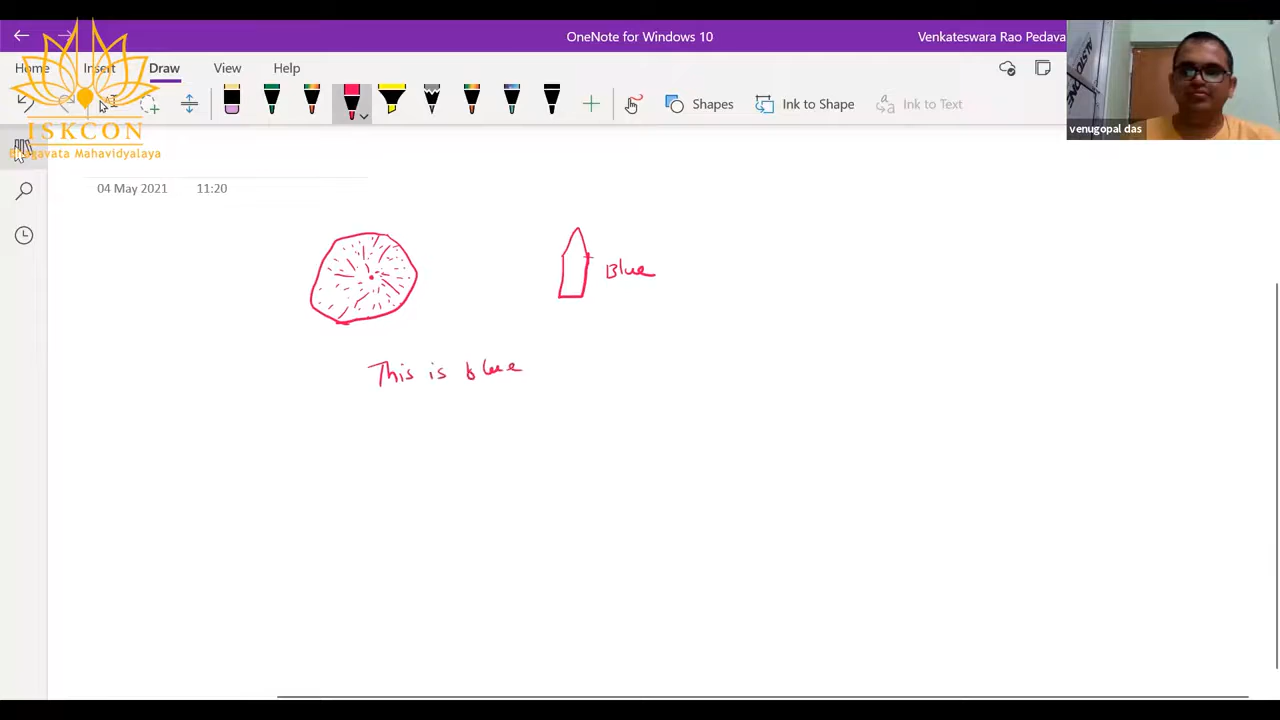 OneNote for Windows 10
Venkateswara Rao Pedava
Home
Insert
Draw
View
Help
Shapes
Ink to Shape
Ink to Text
venugopal das
ISKCON
Bhagavata Mahavidyalaya
04 May 2021
11:20
Blue
This is blue